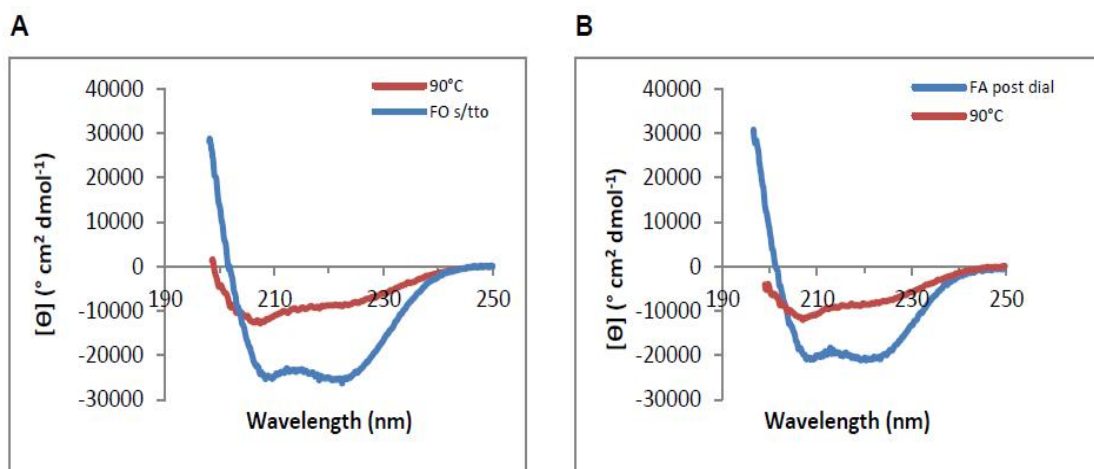 A
[Ɵ] (° cm² dmol⁻¹)
40000
30000
20000
10000
0
-10000
-20000
-30000
190
210
230
250
90°C
FO s/tto
Wavelength (nm)
B
[Ɵ] (° cm² dmol⁻¹)
40000
30000
20000
10000
0
-10000
-20000
-30000
190
210
230
250
FA post dial
90°C
Wavelength (nm)